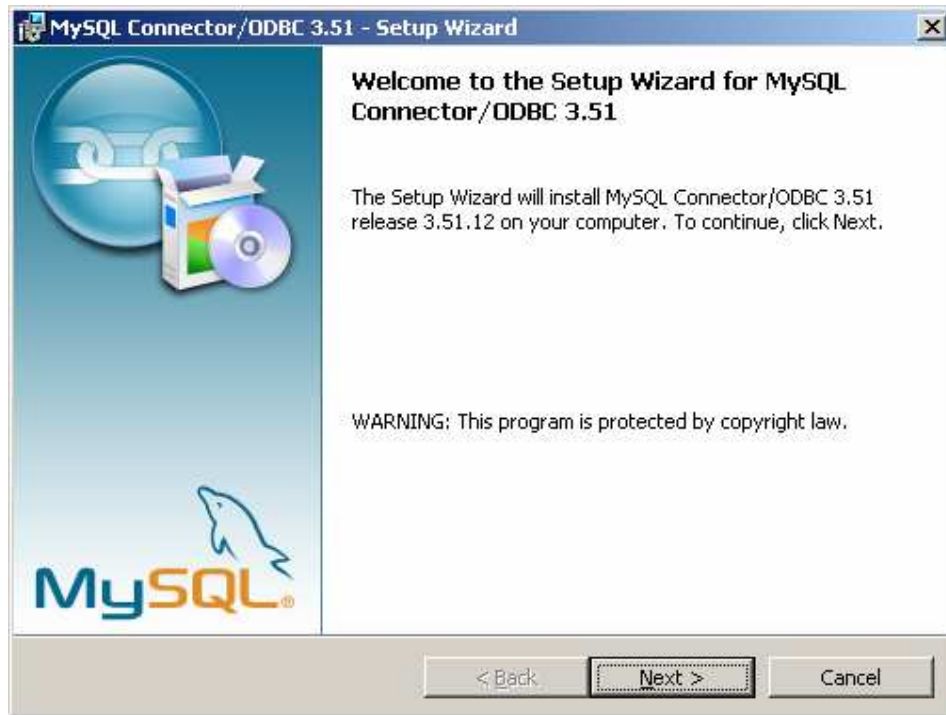 MySQL Connector/ODBC 3.51 - Setup Wizard
Welcome to the Setup Wizard for MySQL
Connector/ODBC 3.51
The Setup Wizard will install MySQL Connector/ODBC 3.51
release 3.51.12 on your computer. To continue, click Next.
WARNING: This program is protected by copyright law.
MySQL®
< Back
Next >
Cancel